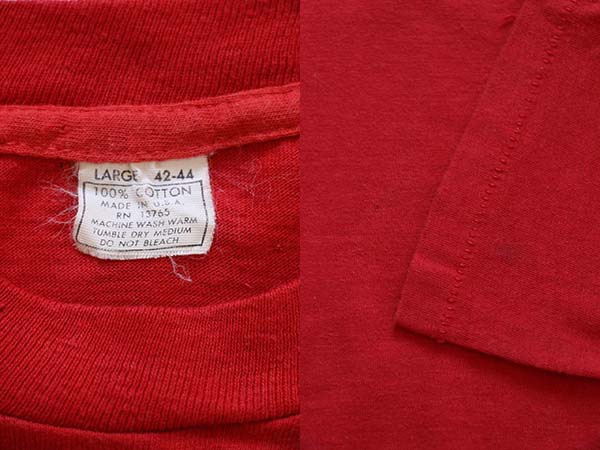 LARGE 42-44
100% COTTON
MADE IN U.S.A.
RN 13765
MACHINE WASH WARM
TUMBLE DRY MEDIUM
DO NOT BLEACH